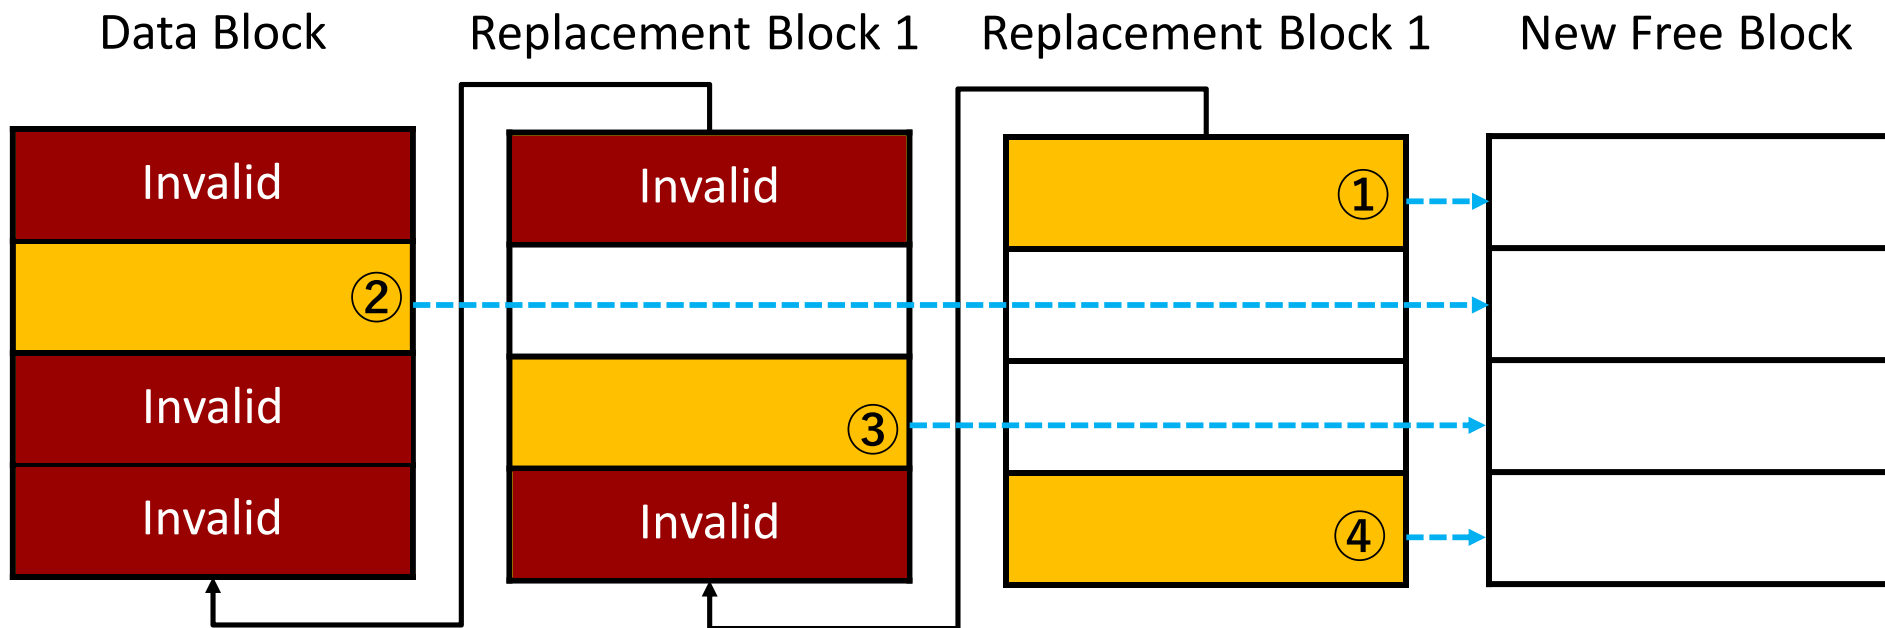 Data Block
Replacement Block 1
Replacement Block 1
New Free Block
Invalid
Invalid
①
②
Invalid
③
Invalid
Invalid
④